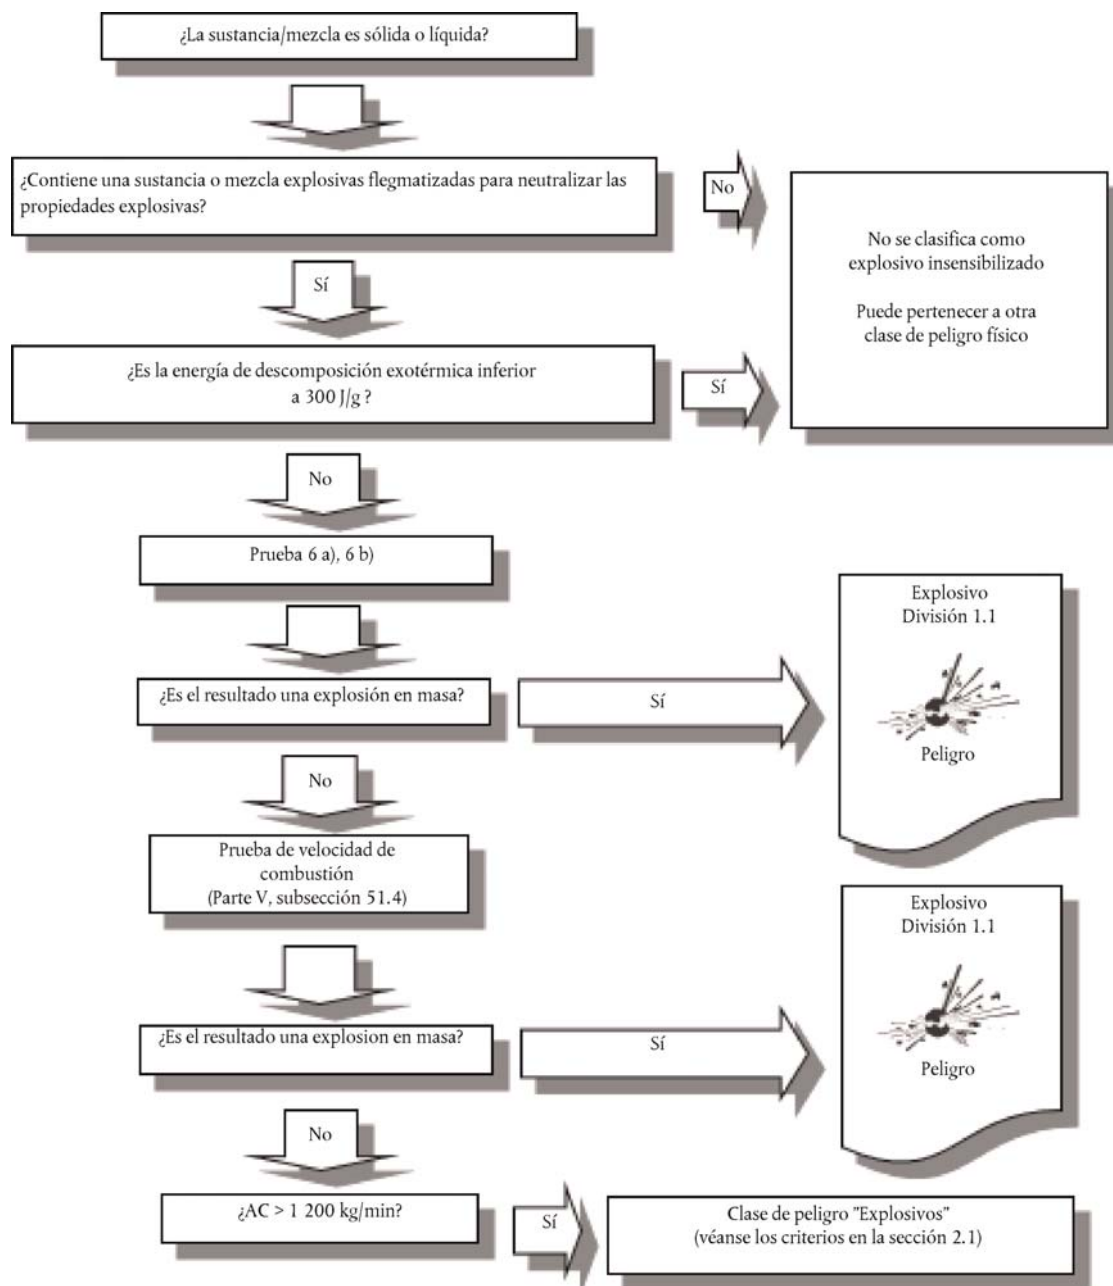 ¿La sustancia/mezcla es sólida o líquida?
¿Contiene una sustancia o mezcla explosivas flegmatizadas para neutralizar las
propiedades explosivas?
No
No se clasifica como
explosivo insensibilizado
Puede pertenecer a otra
clase de peligro físico
Sí
¿Es la energía de descomposición exotérmica inferior
a 300 J/g ?
Sí
No
Prueba 6 a), 6 b)
¿Es el resultado una explosión en masa?
Sí
Explosivo
División 1.1
Peligro
No
Prueba de velocidad de
combustión
(Parte V, subsección 51.4)
¿Es el resultado una explosion en masa?
Sí
Explosivo
División 1.1
Peligro
No
¿AC > 1 200 kg/min?
Sí
Clase de peligro "Explosivos"
(véanse los criterios en la sección 2.1)